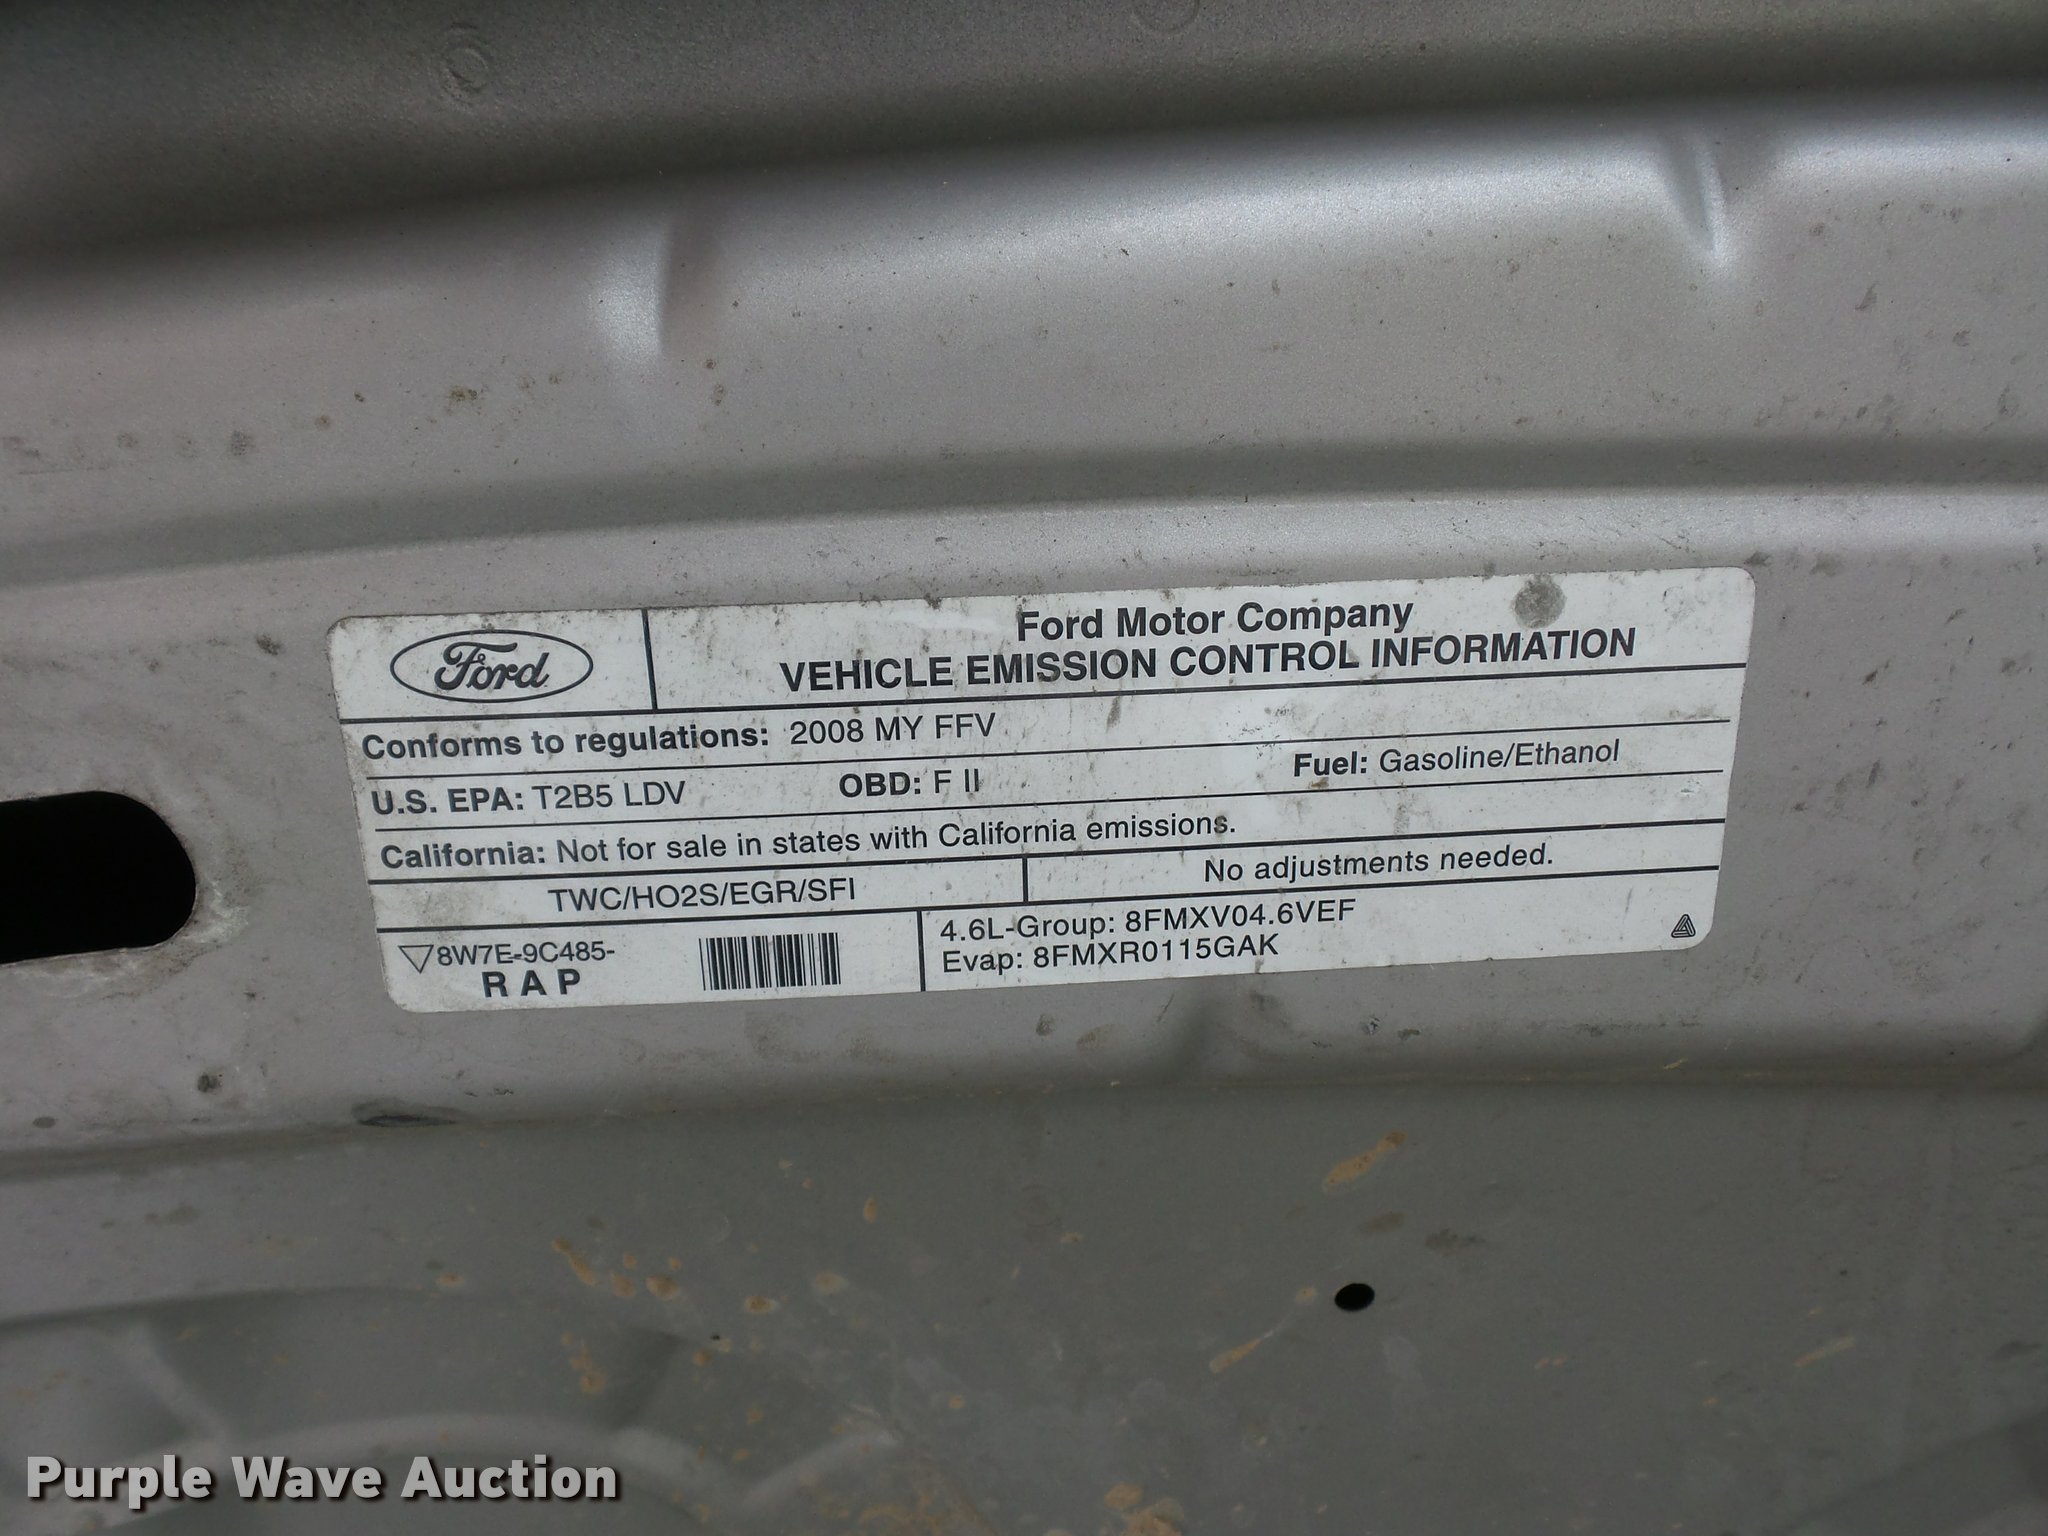 Ford
Ford Motor Company
VEHICLE EMISSION CONTROL INFORMATION
Conforms to regulations: 2008 MY FFV
U.S. EPA: T2B5 LDV OBD: F II Fuel: Gasoline/Ethanol
California: Not for sale in states with California emissions.
TWC/HO2S/EGR/SFI No adjustments needed.
8W7E-9C485-
R A P
4.6L-Group: 8FMXV04.6VEF
Evap: 8FMXR0115GAK
Purple Wave Auction